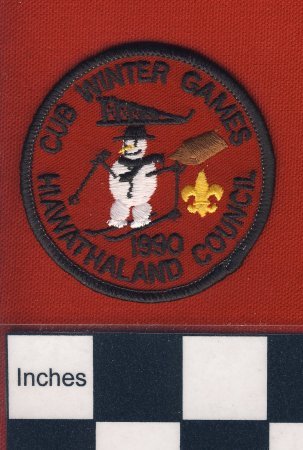 CUB WINTER GAMES
1990
HIAWATHALAND COUNCIL
Inches